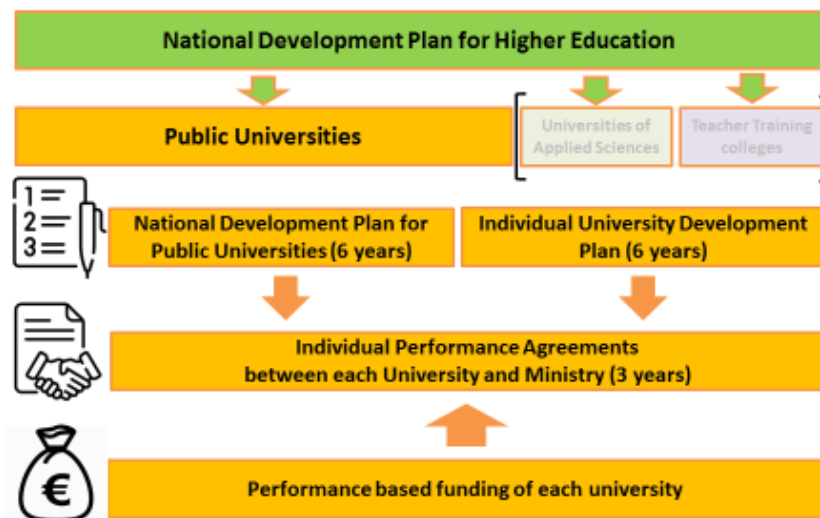 National Development Plan for Higher Education
Public Universities
Universities of
Applied Sciences
Teacher Training
colleges
1
2
3
National Development Plan for
Public Universities (6 years)
Individual University Development
Plan (6 years)
Individual Performance Agreements
between each University and Ministry (3 years)
€
Performance based funding of each university